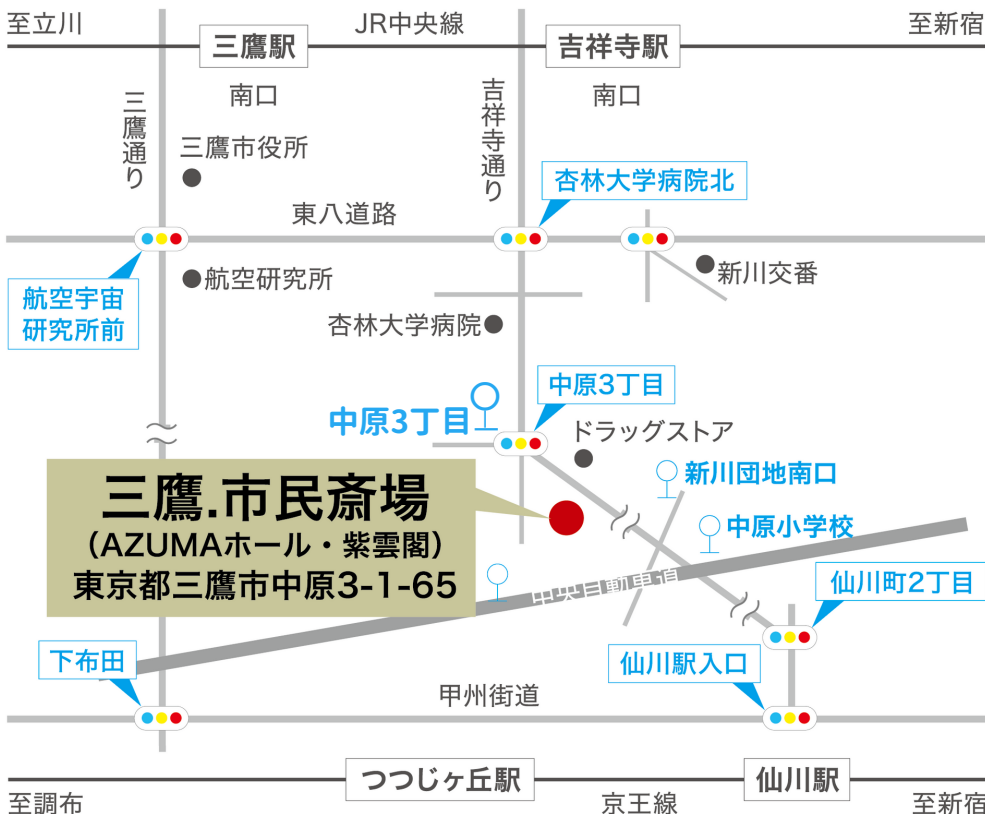 至立川
JR中央線
至新宿
三鷹駅
吉祥寺駅
南口
南口
三鷹通り
吉祥寺通り
三鷹市役所
杏林大学病院北
東八道路
航空研究所
新川交番
航空宇宙
研究所前
杏林大学病院
中原3丁目
中原3丁目
ドラッグストア
三鷹.市民斎場
（AZUMAホール・紫雲閣）
東京都三鷹市中原3-1-65
新川団地南口
中原小学校
中央自動車道
仙川町2丁目
下布田
仙川駅入口
甲州街道
つつじヶ丘駅
仙川駅
至調布
京王線
至新宿